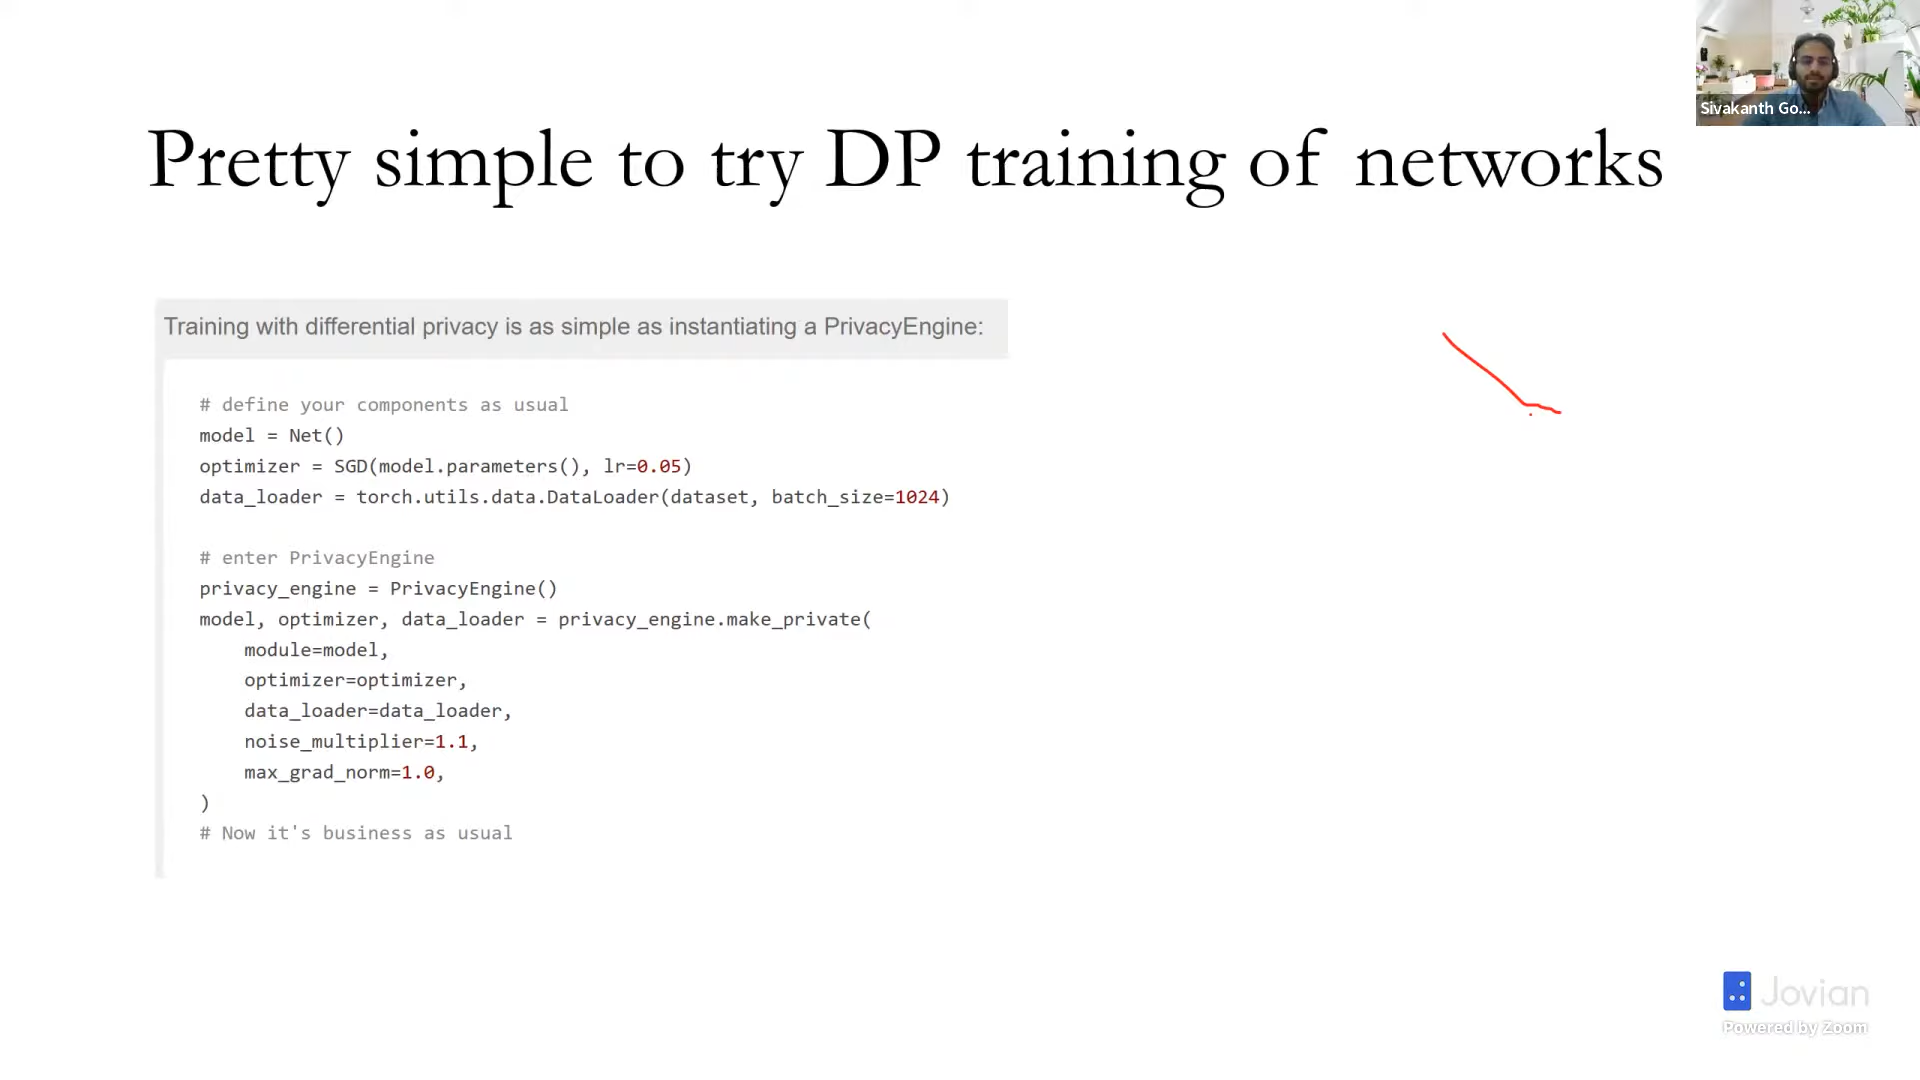 Sivakanth Go...
Pretty simple to try DP training of networks
Training with differential privacy is as simple as instantiating a PrivacyEngine:
# define your components as usual
model = Net()
optimizer = SGD(model.parameters(), lr=0.05)
data_loader = torch.utils.data.DataLoader(dataset, batch_size=1024)
# enter PrivacyEngine
privacy_engine = PrivacyEngine()
model, optimizer, data_loader = privacy_engine.make_private(
    module=model,
    optimizer=optimizer,
    data_loader=data_loader,
    noise_multiplier=1.1,
    max_grad_norm=1.0,
)
# Now it's business as usual
Jovian
Powered by Zoom